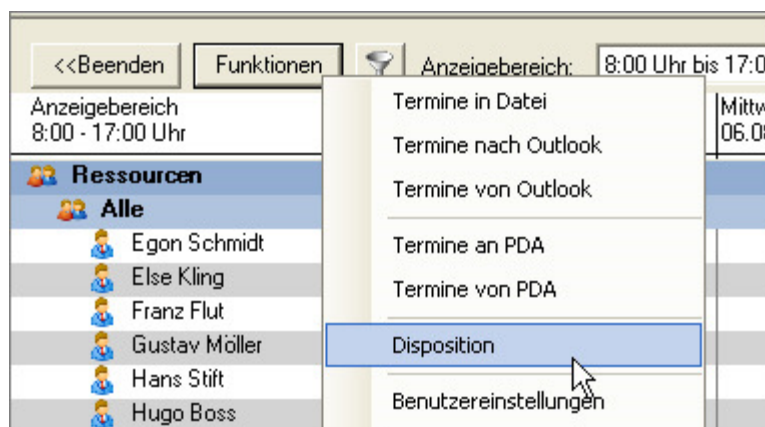 <<Beenden
Funktionen
Anzeigebereich:
8:00 Uhr bis 17:0
Anzeigebereich
8:00 - 17:00 Uhr
Mittw
06.08
Ressourcen
Alle
Egon Schmidt
Else Kling
Franz Flut
Gustav Möller
Hans Stift
Hugo Boss
Termine in Datei
Termine nach Outlook
Termine von Outlook
Termine an PDA
Termine von PDA
Disposition
Benutzereinstellungen